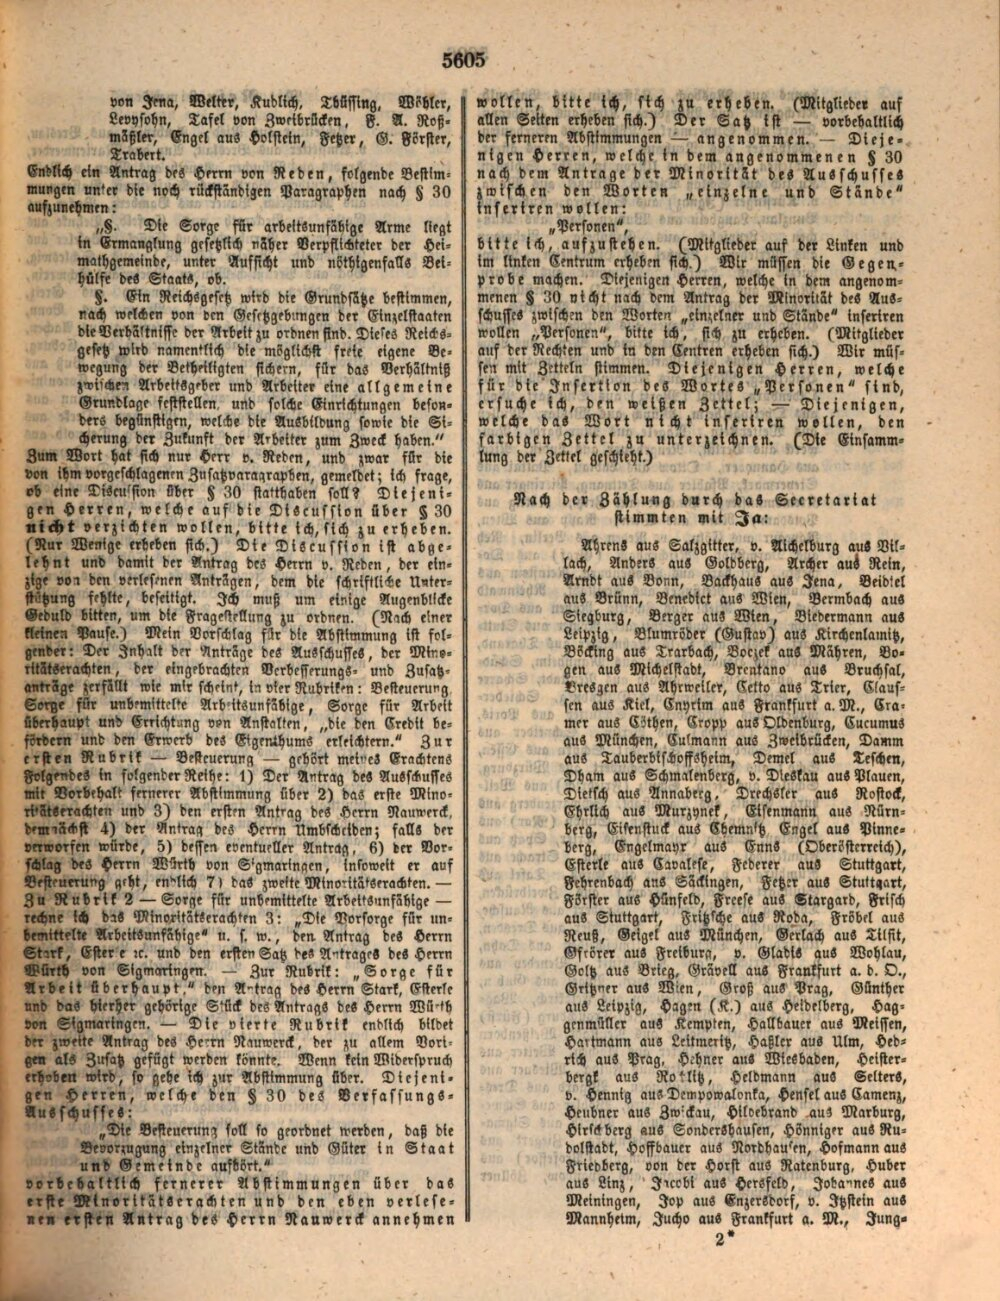 5605
von Jena, Welter, Kudlich, Thüssing, Wöhler,
Levysohn, Tafel von Zweibrücken, F. A. Roß-
mäßler, Engel aus Holstein, Fetzer, G. Förster,
Trabert.
Endlich ein Antrag des Herrn von Reden, folgende Bestim-
mungen unter die noch rückständigen Paragraphen nach § 30
aufzunehmen:
„§. Die Sorge für arbeitsunfähige Arme liegt
in Ermanglung gesetzlich näher Verpflichteter der Hei-
mathgemeinde, unter Aufsicht und nöthigenfalls Bei-
hülfe des Staats, ob.
§. Ein Reichsgesetz wird die Grundsätze bestimmen,
nach welchen von den Gesetzgebungen der Einzelstaaten
die Verhältnisse der Arbeit zu ordnen sind. Dieses Reichs-
gesetz wird namentlich die möglichst freie eigene Be-
wegung der Betheiligten sichern, für das Verhältniß
zwischen Arbeitsgeber und Arbeiter eine allgemeine
Grundlage feststellen, und solche Einrichtungen beson-
ders begünstigen, welche die Ausbildung sowie die Si-
cherung der Zukunft der Arbeiter zum Zweck haben.“
Zum Wort hat sich nur Herr v. Reden, und zwar für die
von ihm vorgeschlagenen Zusatzparagraphen, gemeldet; ich frage,
ob eine Discussion über § 30 statthaben soll? Diejeni-
gen Herren, welche auf die Discussion über § 30
nicht verzichten wollen, bitte ich, sich zu erheben.
(Nur Wenige erheben sich.) Die Discussion ist abge-
lehnt und damit der Antrag des Herrn v. Reden, der ein-
zige von den verlesenen Anträgen, dem die schriftliche Unter-
stützung fehlte, beseitigt. Ich muß um einige Augenblicke
Geduld bitten, um die Fragestellung zu ordnen. (Nach einer
kleinen Pause.) Mein Vorschlag für die Abstimmung ist fol-
gender: Der Inhalt der Anträge des Ausschusses, der Mino-
ritätserachten, der eingebrachten Verbesserungs- und Zusatz-
anträge zerfällt wie mir scheint, in vier Rubriken: Besteuerung
Sorge für unbemittelte Arbeitsunfähige, Sorge für Arbeit
überhaupt und Errichtung von Anstalten, „die den Credit be-
fördern und den Erwerb des Eigenthums erleichtern.“ Zur
ersten Rubrik — Besteuerung — gehört meines Erachtens
Folgendes in folgender Reihe: 1) Der Antrag des Ausschusses
mit Vorbehalt fernerer Abstimmung über 2) das erste Mino-
ritätserachten und 3) den ersten Antrag des Herrn Nauwerck,
demnächst 4) der Antrag des Herrn Umbscheiden; falls der
verworfen würde, 5) dessen eventueller Antrag, 6) der Vor-
schlag des Herrn Würth von Sigmaringen, insoweit er auf
Besteuerung geht, endlich 7) das zweite Minoritätserachten. —
Zu Rubrik 2 — Sorge für unbemittelte Arbeitsunfähige —
rechne ich das Minoritätserachten 3: „Die Vorsorge für un-
bemittelte Arbeitsunfähige“ u. s. w., den Antrag des Herrn
Stark, Esterle ꝛc. und den ersten Satz des Antrages des Herrn
Würth von Sigmaringen. — Zur Rubrik: „Sorge für
Arbeit überhaupt,“ den Antrag des Herrn Stark, Esterle
und das hierher gehörige Stück des Antrags des Herrn Würth
von Sigmaringen. — Die vierte Rubrik endlich bildet
der zweite Antrag des Herrn Nauwerck, der zu allem Vori-
gen als Zusatz gefügt werden könnte. Wenn kein Widerspruch
erhoben wird, so gehe ich zur Abstimmung über. Diejeni-
gen Herren, welche den § 30 des Verfassungs-
Ausschusses:
„Die Besteuerung soll so geordnet werden, daß die
Bevorzugung einzelner Stände und Güter in Staat
und Gemeinde aufhört.“
vorbehaltlich fernerer Abstimmungen über das
erste Minoritätserachten und den eben verlese-
nen ersten Antrag des Herrn Nauwerck annehmen
wollen, bitte ich, sich zu erheben. (Mitglieder auf
allen Seiten erheben sich.) Der Satz ist — vorbehaltlich
der ferneren Abstimmungen — angenommen. — Dieje-
nigen Herren, welche in dem angenommenen § 30
nach dem Antrage der Minorität des Ausschusses
zwischen den Worten „einzelne und Stände“
inseriren wollen:
„Personen“,
bitte ich, aufzustehen. (Mitglieder auf der Linken und
im linken Centrum erheben sich.) Wir müssen die Gegen-
probe machen. Diejenigen Herren, welche in dem angenom-
menen § 30 nicht nach dem Antrag der Minorität des Aus-
schusses zwischen den Worten „einzelner und Stände“ inseriren
wollen „Personen“, bitte ich, sich zu erheben. (Mitglieder
auf der Rechten und in den Centren erheben sich.) Wir müs-
sen mit Zetteln stimmen. Diejenigen Herren, welche
für die Insertion des Wortes „Personen“ sind,
ersuche ich, den weißen Zettel; — Diejenigen,
welche das Wort nicht inseriren wollen, den
farbigen Zettel zu unterzeichnen. (Die Einsamm-
lung der Zettel geschieht.)
Nach der Zählung durch das Secretariat
stimmten mit Ja:
Ahrens aus Salzgitter, v. Aichelburg aus Vil-
lach, Anders aus Goldberg, Archer aus Rein,
Arndt aus Bonn, Backhaus aus Jena, Beidtel
aus Brünn, Benedict aus Wien, Bermbach aus
Siegburg, Berger aus Wien, Biedermann aus
Leipzig, Blumröder (Gustav) aus Kirchenlamitz,
Böcking aus Trarbach, Boczek aus Mähren, Bo-
gen aus Michelstadt, Brentano aus Bruchsal,
Bresgen aus Ahrweiler, Cetto aus Trier, Claus-
sen aus Kiel, Cnyrim aus Frankfurt a. M., Cra-
mer aus Cöthen, Cropp aus Oldenburg, Cucumus
aus München, Culmann aus Zweibrücken, Damm
aus Tauberbischoffsheim, Demel aus Teschen,
Dham aus Schmalenberg, v. Dieskau aus Plauen,
Dietsch aus Annaberg, Drechsler aus Rostock,
Ehrlich aus Murzynek, Eisenmann aus Nürn-
berg, Eisenstuck aus Chemnitz, Engel aus Pinne-
berg, Engelmayr aus Enns (Oberösterreich),
Esterle aus Cavalese, Federer aus Stuttgart,
Fehrenbach aus Säckingen, Fetzer aus Stuttgart,
Förster aus Hünfeld, Freese aus Stargard, Frisch
aus Stuttgart, Fritzsche aus Roda, Fröbel aus
Reuß, Geigel aus München, Gerlach aus Tilsit,
Gfrörer aus Freiburg, v. Gladis aus Wohlau,
Goltz aus Brieg, Grävell aus Frankfurt a. d. O.,
Gritzner aus Wien, Groß aus Prag, Günther
aus Leipzig, Hagen (K.) aus Heidelberg, Hag-
genmüller aus Kempten, Hallbauer aus Meissen,
Hartmann aus Leitmeritz, Haßler aus Ulm, Hed-
rich aus Prag, Hehner aus Wiesbaden, Heister-
bergk aus Rochlitz, Heldmann aus Selters,
v. Hennig aus Dempowalonka, Hensel aus Camenz,
Heubner aus Zwickau, Hildebrand aus Marburg,
Hirschberg aus Sondershausen, Hönniger aus Ru-
dolstadt, Hoffbauer aus Nordhausen, Hofmann aus
Friedberg, von der Horst aus Rotenburg, Huber
aus Linz, Jacobi aus Hersfeld, Johannes aus
Meiningen, Jop aus Enzersdorf, v. Itzstein aus
Mannheim, Jucho aus Frankfurt a. M., Jung-
2*